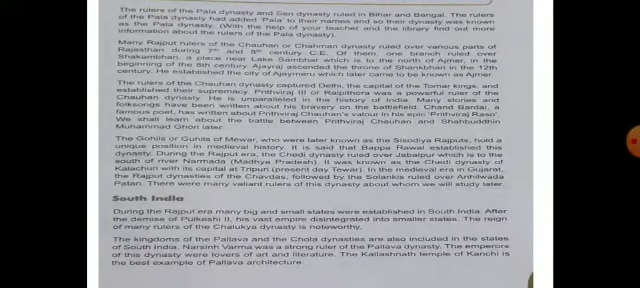 The rulers of the Pala dynasty and Sen dynasty ruled in Bihar and Bengal. The rulers
of the Pala dynasty had added 'Pala' to their names and so their dynasty was known
as the Pala dynasty. (With the help of your teacher and the library find out more
information about the rulers of the Pala dynasty).
Many Rajput rulers of the Chauhan or Chahman dynasty ruled over various parts of
Rajasthan during 7th and 8th century C.E. Of them, one branch ruled over
Shakambhari, a place near Lake Sambhar which is to the north of Ajmer, in the
beginning of the 8th century. Ajayraj ascended the throne of Shankbhari in the 12th
century. He established the city of Ajaymeru which later came to be known as Ajmer.
The rulers of the Chauhan dynasty captured Delhi, the capital of the Tomar kings, and
established their supremacy. Prithviraj III or Raipithora was a powerful ruler of the
Chauhan dynasty. He is unparalleled in the history of India. Many stories and
folksongs have been written about his bravery on the battlefield. Chand Bardai, a
famous poet, has written about Prithviraj Chauhan's valour in his epic 'Prithviraj Raso'.
We shall learn about the battle between Prithviraj Chauhan and Shahbuddin
Muhammad Ghori later.
The Gohils or Guhils of Mewar, who were later known as the Sisodiya Rajputs, hold a
unique position in medieval history. It is said that Bappa Rawal established this
dynasty. During the Rajput era, the Chedi dynasty ruled over Jabalpur which is to the
south of river Narmada (Madhya Pradesh). It was known as the Chedi dynasty of
Kalachuri with its capital at Tripuri (present day Tewar). In the medieval era in Gujarat,
the Rajput dynasties of the Chavdas, followed by the Solankis ruled over Anhilwada
Patan. There were many valiant rulers of this dynasty about whom we will study later.
South India
During the Rajput era many big and small states were established in South India. After
the demise of Pulkeshi II, his vast empire disintegrated into smaller states. The reign
of many rulers of the Chalukya dynasty is noteworthy.
The kingdoms of the Pallava and the Chola dynasties are also included in the states
of South India. Narsinh Varma was a strong ruler of the Pallava dynasty. The emperors
of this dynasty were lovers of art and literature. The Kailashnath temple of Kanchi is
the best example of Pallava architecture.